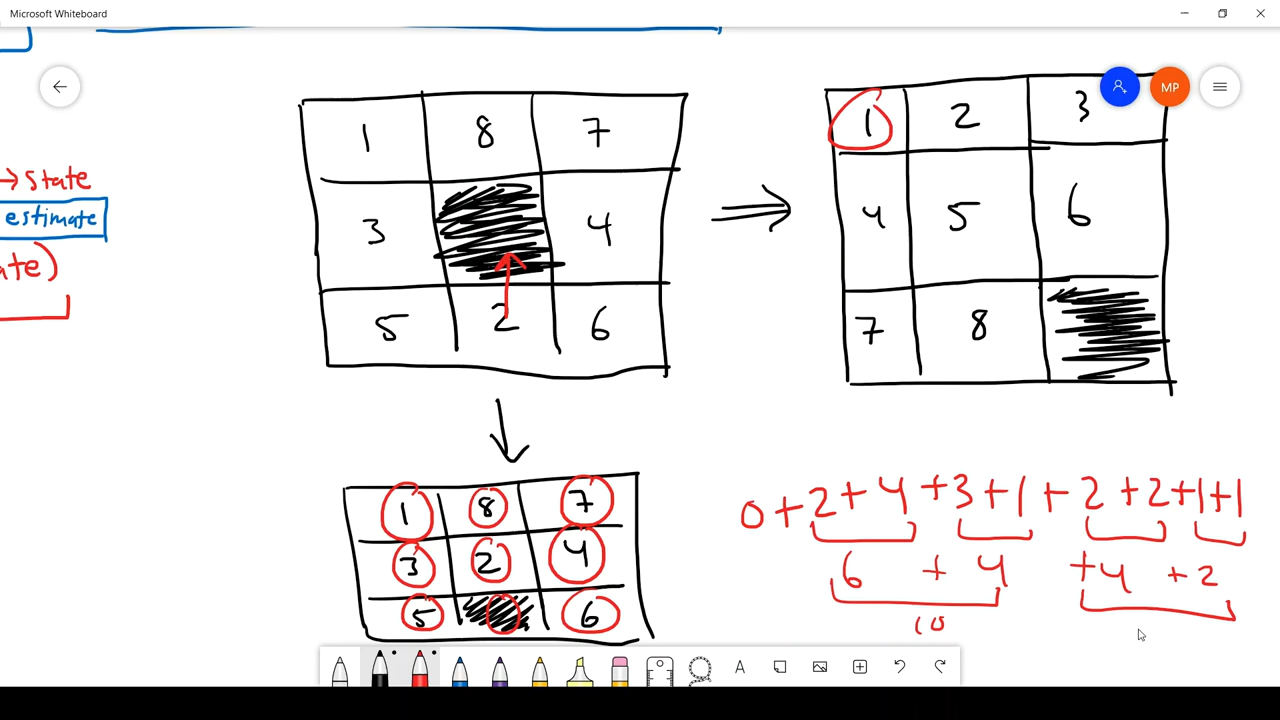 Microsoft Whiteboard
MP
→ state
estimate
ate)
1 8 7
3 4
5 2 6
1 2 3
4 5 6
7 8
1 8 7
3 2 4
5 6
0 + 2 + 4 + 3 + 1 + 2 + 2 + 1 + 1
6 + 4 + 4 + 2
10
A